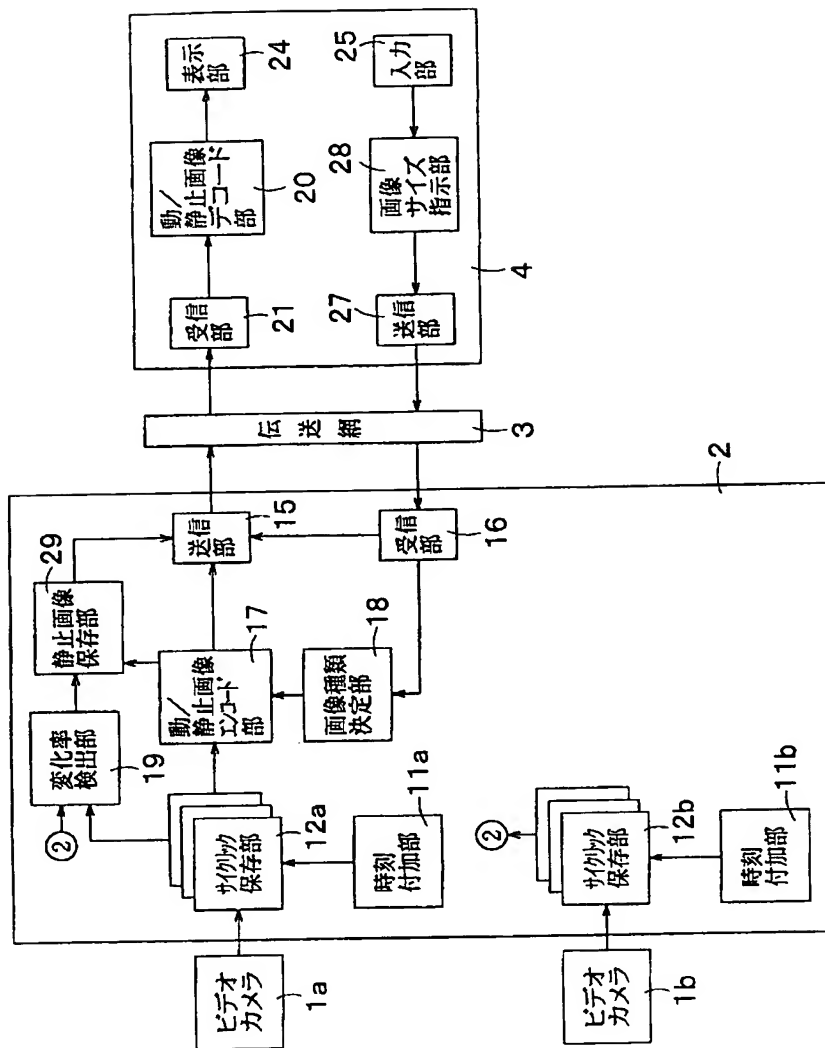 ビデオ
カメラ
1a
サイクリック
保存部
12a
時刻
付加部
11a
②
変化率
検出部
19
静止画像
保存部
29
動/
静止画像
エンコード
部
17
画像種類
決定部
18
送信
部
15
受信
部
16
ビデオ
カメラ
1b
②
サイクリック
保存部
12b
時刻
付加部
11b
2
伝送網
3
受信
部
21
動/
静止画像
デコード
部
20
表示
部
24
入力
部
25
画像
サイズ
指示部
28
送信
部
27
4